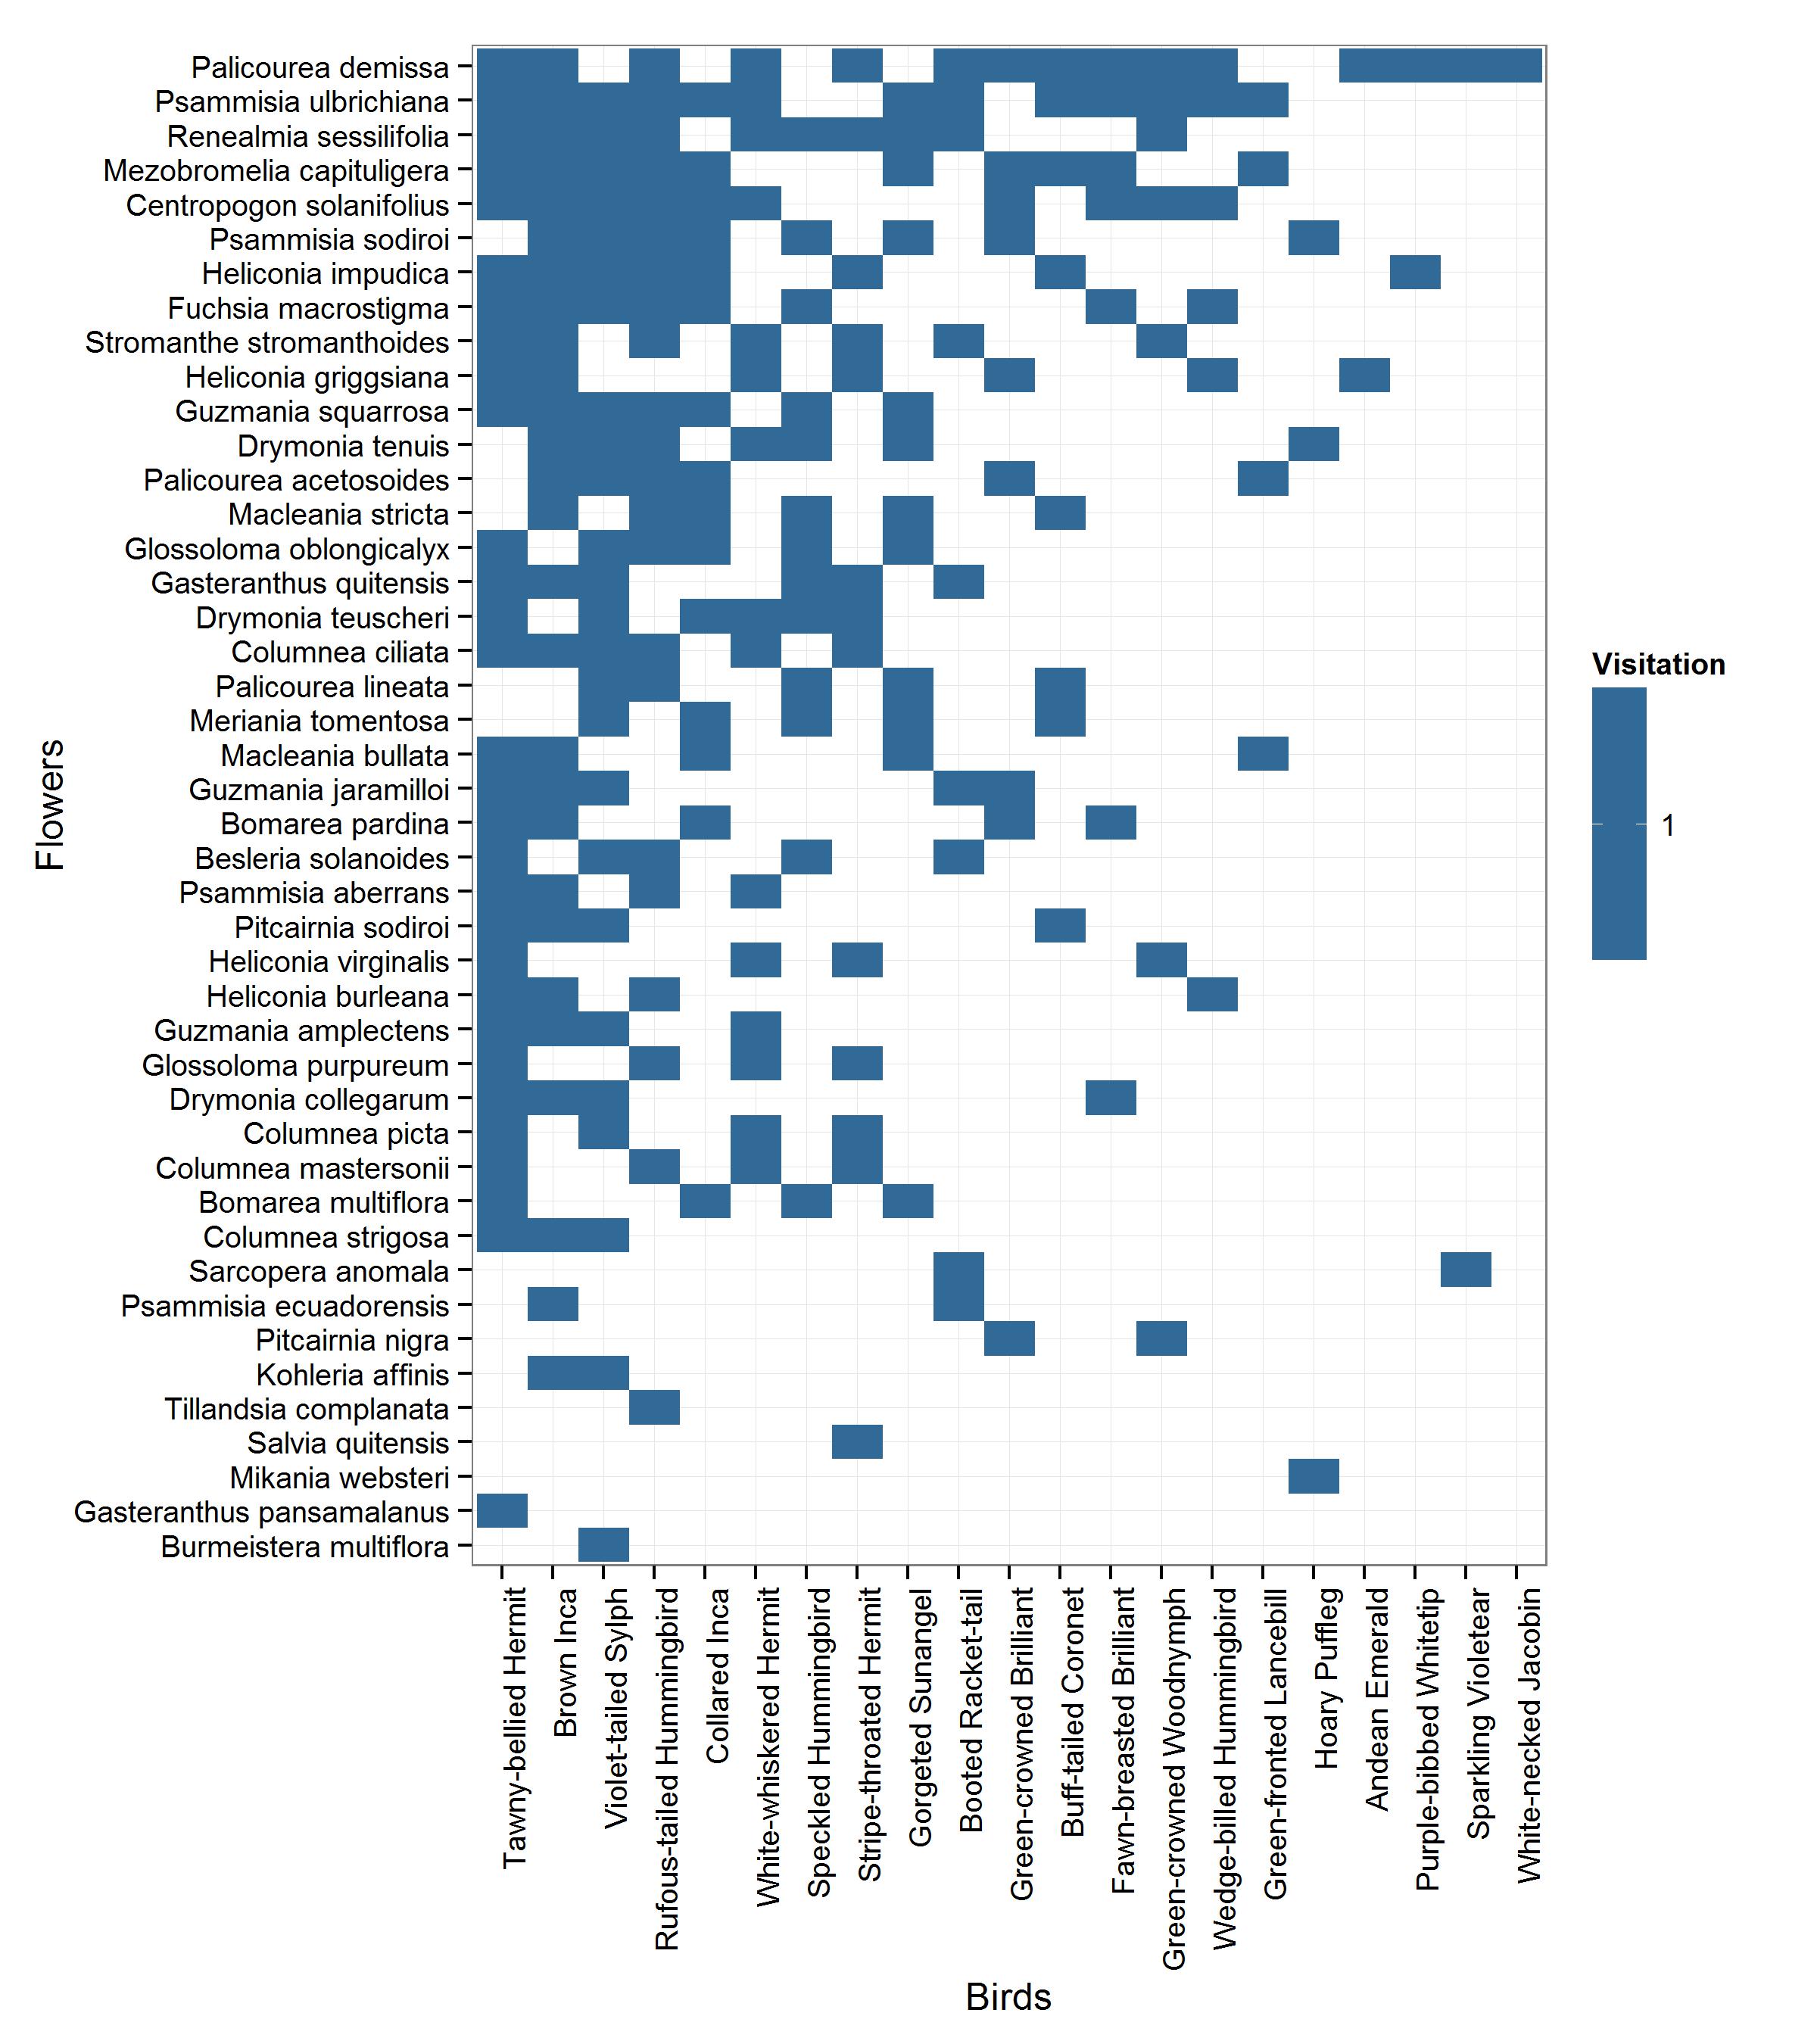 Palicourea demissa
Psammisia ulbrichiana
Renealmia sessilifolia
Mezobromelia capituligera
Centropogon solanifolius
Psammisia sodiroi
Heliconia impudica
Fuchsia macrostigma
Stromanthe stromanthoides
Heliconia griggsiana
Guzmania squarrosa
Drymonia tenuis
Palicourea acetosoides
Macleania stricta
Glossoloma oblongicalyx
Gasteranthus quitensis
Drymonia teuscheri
Columnea ciliata
Palicourea lineata
Meriania tomentosa
Macleania bullata
Guzmania jaramilloi
Bomarea pardina
Besleria solanoides
Psammisia aberrans
Pitcairnia sodiroi
Heliconia virginalis
Heliconia burleana
Guzmania amplectens
Glossoloma purpureum
Drymonia collegarum
Columnea picta
Columnea mastersonii
Bomarea multiflora
Columnea strigosa
Sarcopera anomala
Psammisia ecuadorensis
Pitcairnia nigra
Kohleria affinis
Tillandsia complanata
Salvia quitensis
Mikania websteri
Gasteranthus pansamalanus
Burmeistera multiflora
Flowers
Tawny-bellied Hermit
Brown Inca
Violet-tailed Sylph
Rufous-tailed Hummingbird
Collared Inca
White-whiskered Hermit
Speckled Hummingbird
Stripe-throated Hermit
Gorgeted Sunangel
Booted Racket-tail
Green-crowned Brilliant
Buff-tailed Coronet
Fawn-breasted Brilliant
Green-crowned Woodnymph
Wedge-billed Hummingbird
Green-fronted Lancebill
Hoary Puffleg
Andean Emerald
Purple-bibbed Whitetip
Sparkling Violetear
White-necked Jacobin
Birds
Visitation
1